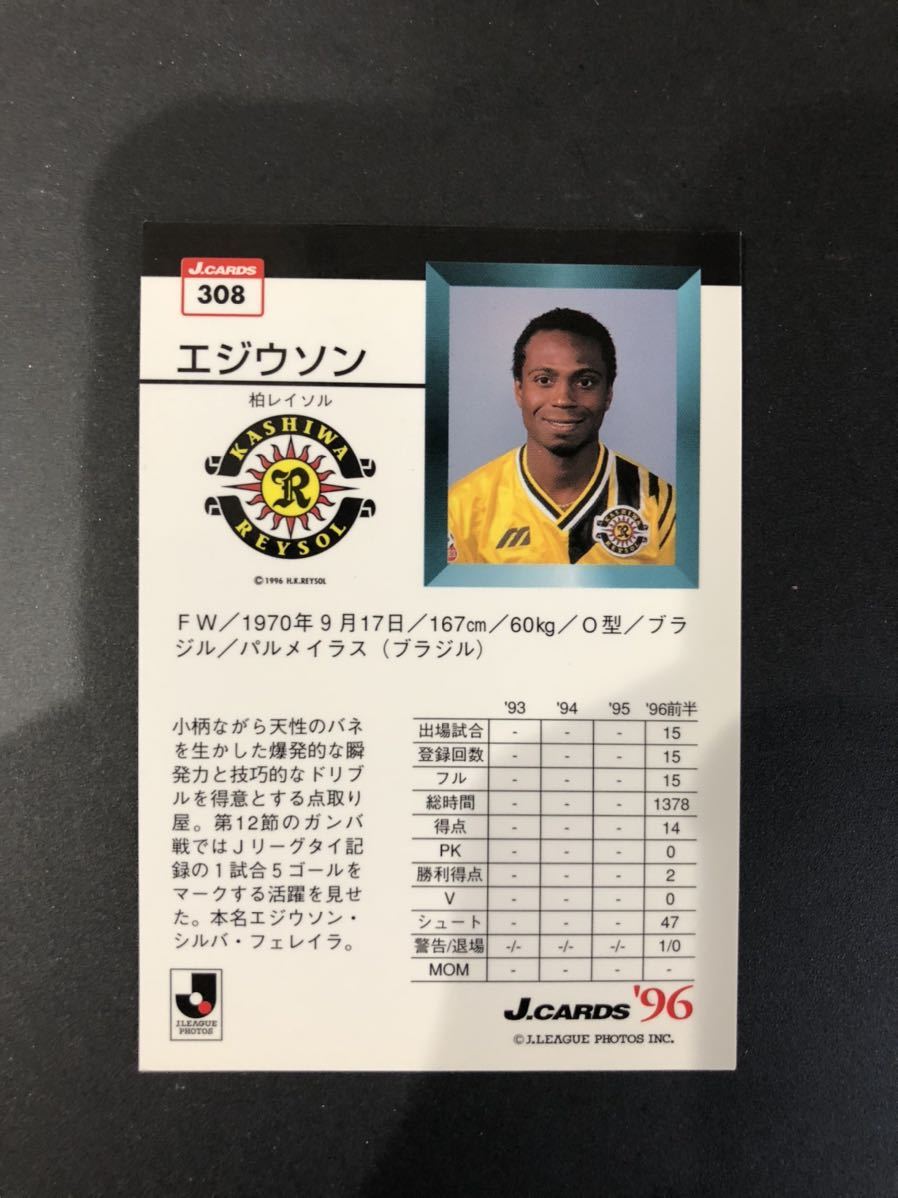 J.CARDS
308
エジウソン
柏レイソル
KASHIWA
R
REYSOL
©1996 H.K.REYSOL
KASHIWA
R
REYSOL
FW／1970年9月17日／167㎝／60kg／O型／ブラ
ジル／パルメイラス（ブラジル）
小柄ながら天性のバネ
を生かした爆発的な瞬
発力と技巧的なドリブ
ルを得意とする点取り
屋。第12節のガンバ
戦ではJリーグタイ記
録の1試合5ゴールを
マークする活躍を見せ
た。本名エジウソン・
シルバ・フェレイラ。
'93 '94 '95 '96前半
出場試合 - - - 15
登録回数 - - - 15
フル - - - 15
総時間 - - - 1378
得点 - - - 14
PK - - - 0
勝利得点 - - - 2
V - - - 0
シュート - - - 47
警告/退場 -/- -/- -/- 1/0
MOM - - - -
J.LEAGUE
PHOTOS
J.CARDS '96
©J.LEAGUE PHOTOS INC.